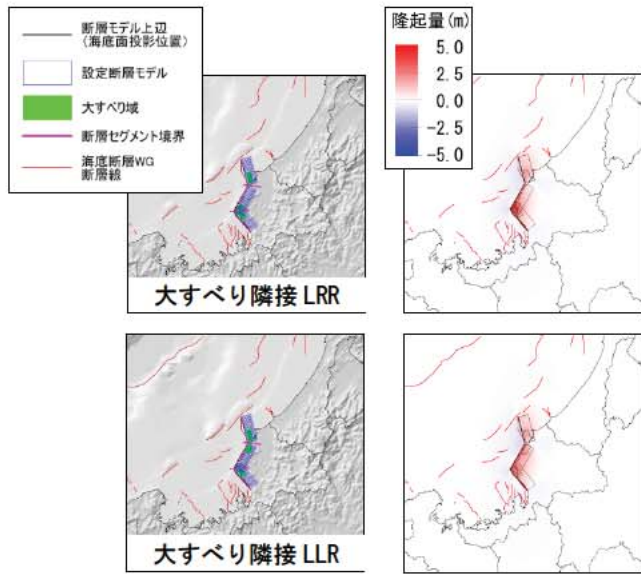 断層モデル上辺
(海底面投影位置)
設定断層モデル
大すべり域
断層セグメント境界
海底断層WG
断層線
隆起量(m)
5.0
2.5
0.0
-2.5
-5.0
大すべり隣接 LRR
大すべり隣接 LLR